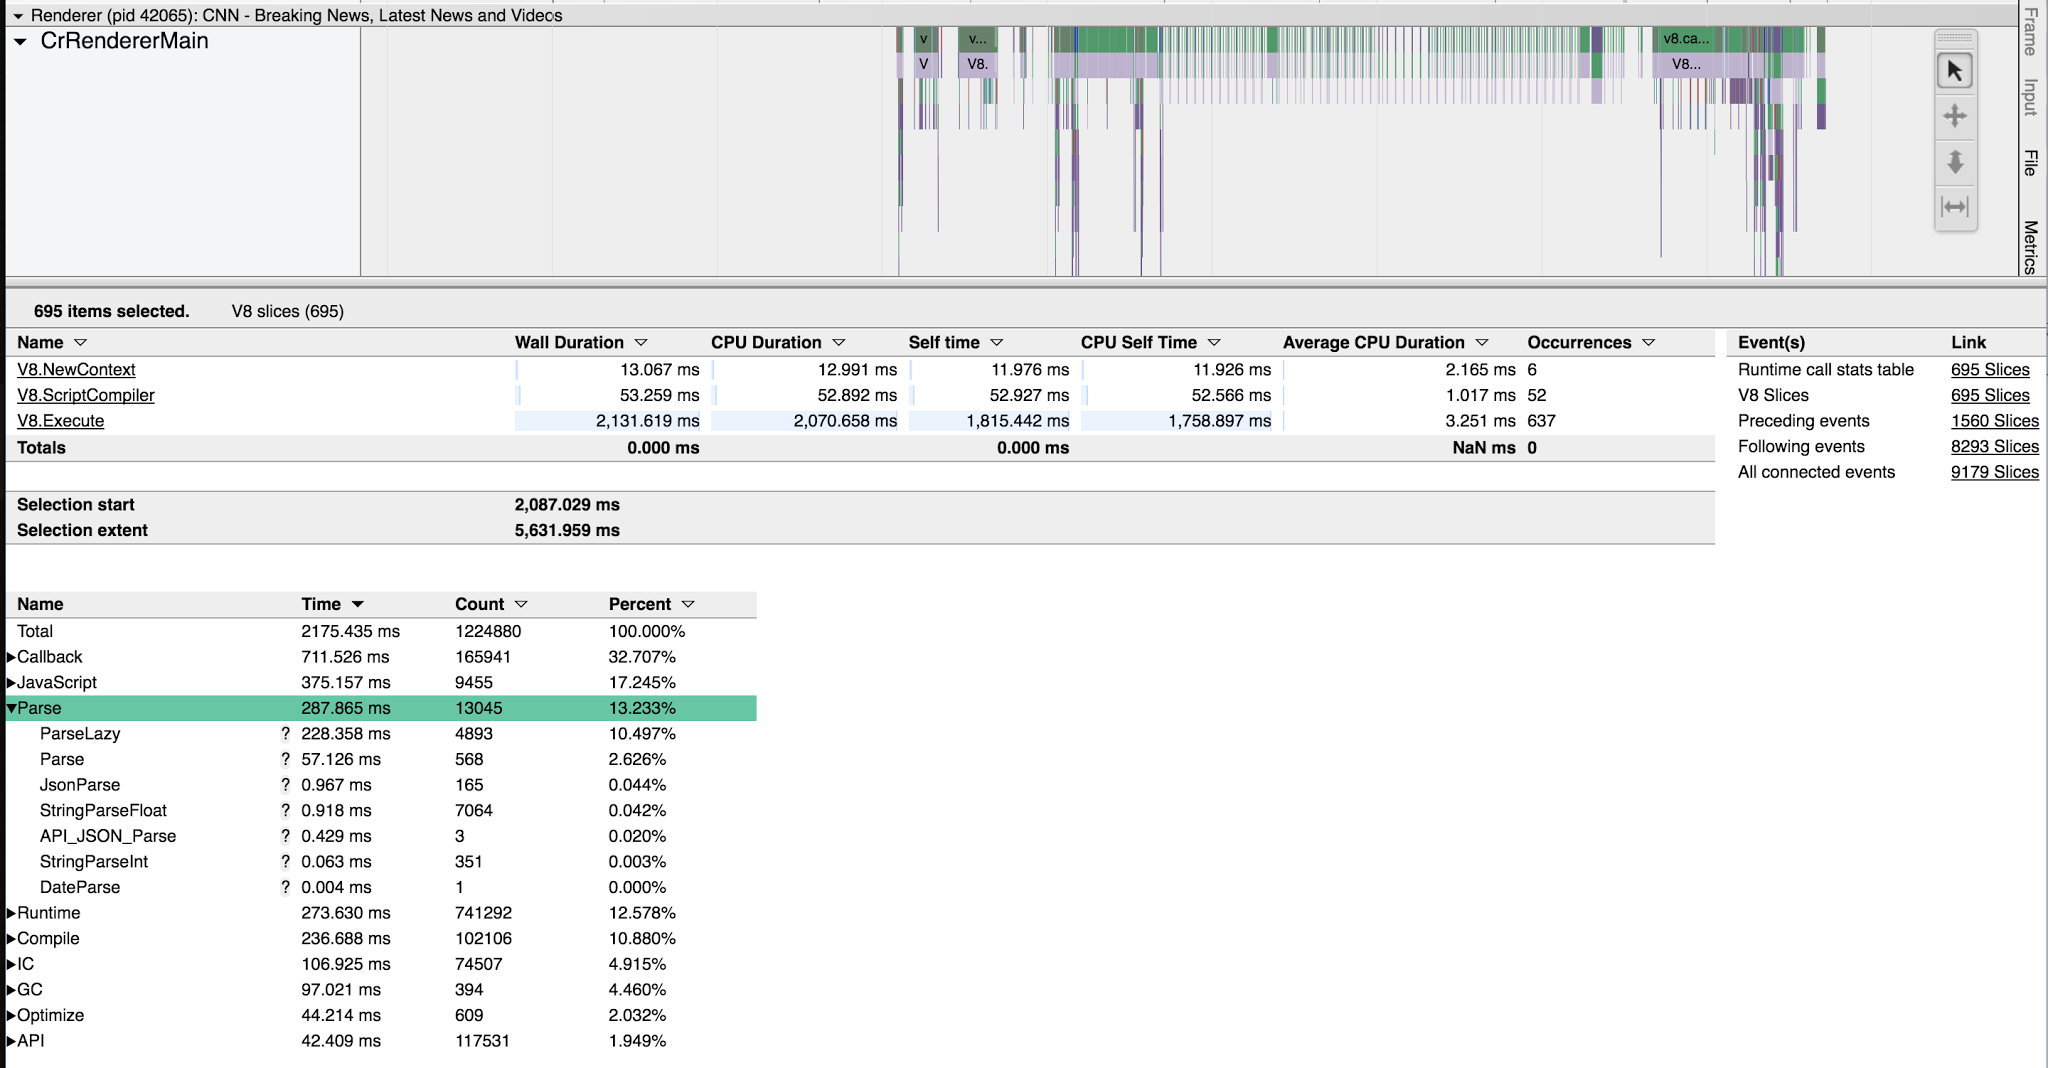 Renderer (pid 42065): CNN - Breaking News, Latest News and Videos
CrRendererMain
v v... v8.ca...
V V8. V8...
Frame
Input
File
Metrics
695 items selected. V8 slices (695)
Name Wall Duration CPU Duration Self time CPU Self Time Average CPU Duration Occurrences
V8.NewContext 13.067 ms 12.991 ms 11.976 ms 11.926 ms 2.165 ms 6
V8.ScriptCompiler 53.259 ms 52.892 ms 52.927 ms 52.566 ms 1.017 ms 52
V8.Execute 2,131.619 ms 2,070.658 ms 1,815.442 ms 1,758.897 ms 3.251 ms 637
Totals 0.000 ms 0.000 ms NaN ms 0
Selection start 2,087.029 ms
Selection extent 5,631.959 ms
Event(s) Link
Runtime call stats table 695 Slices
V8 Slices 695 Slices
Preceding events 1560 Slices
Following events 8293 Slices
All connected events 9179 Slices
Name Time Count Percent
Total 2175.435 ms 1224880 100.000%
Callback 711.526 ms 165941 32.707%
JavaScript 375.157 ms 9455 17.245%
Parse 287.865 ms 13045 13.233%
ParseLazy ? 228.358 ms 4893 10.497%
Parse ? 57.126 ms 568 2.626%
JsonParse ? 0.967 ms 165 0.044%
StringParseFloat ? 0.918 ms 7064 0.042%
API_JSON_Parse ? 0.429 ms 3 0.020%
StringParseInt ? 0.063 ms 351 0.003%
DateParse ? 0.004 ms 1 0.000%
Runtime 273.630 ms 741292 12.578%
Compile 236.688 ms 102106 10.880%
IC 106.925 ms 74507 4.915%
GC 97.021 ms 394 4.460%
Optimize 44.214 ms 609 2.032%
API 42.409 ms 117531 1.949%